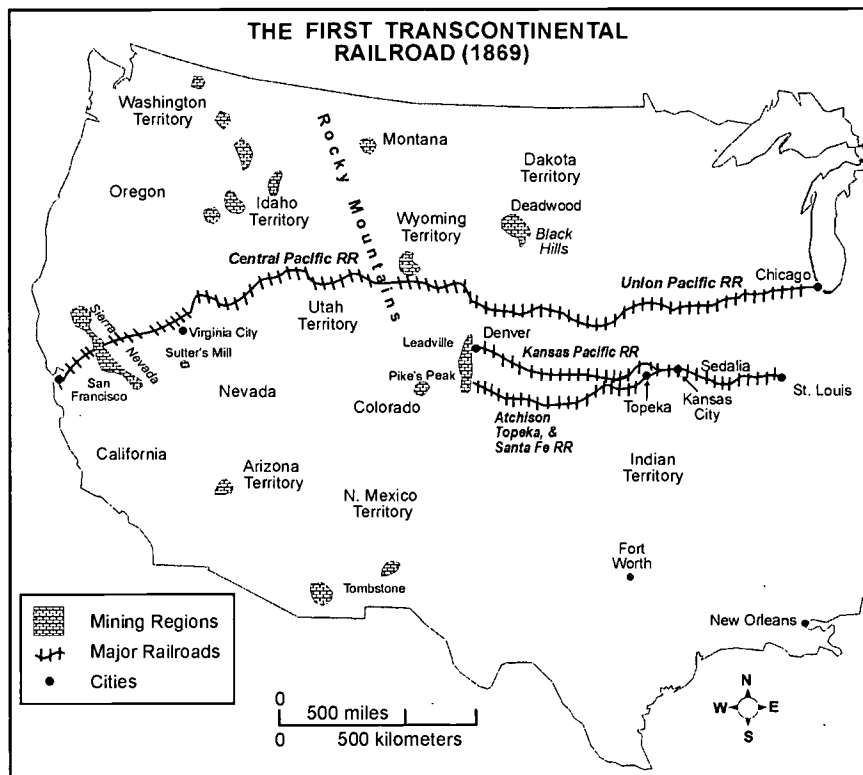 THE FIRST TRANSCONTINENTAL
RAILROAD (1869)
Washington
Territory
Rocky Mountains
Montana
Dakota
Territory
Oregon
Idaho
Territory
Deadwood
Black
Hills
Wyoming
Territory
Central Pacific RR
Union Pacific RR
Chicago
Utah
Territory
Sierra
Nevada
Virginia City
Sutter's Mill
San
Francisco
Nevada
Leadville
Denver
Kansas Pacific RR
Sedalia
Pike's Peak
St. Louis
Colorado
Topeka
Kansas
City
Atchison
Topeka, &
Santa Fe RR
California
Arizona
Territory
Indian
Territory
N. Mexico
Territory
Fort
Worth
Tombstone
New Orleans
Mining Regions
Major Railroads
Cities
0
500 miles
0
500 kilometers
N
W
E
S